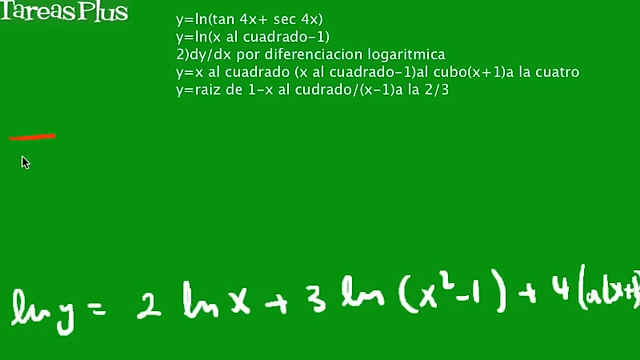 TareasPlus
y=ln(tan 4x+ sec 4x)
y=ln(x al cuadrado-1)
2)dy/dx por diferenciacion logaritmica
y=x al cuadrado (x al cuadrado-1)al cubo(x+1)a la cuatro
y=raiz de 1-x al cudrado/(x-1)a la 2/3
ln y = 2 ln x + 3 ln (x²-1) + 4